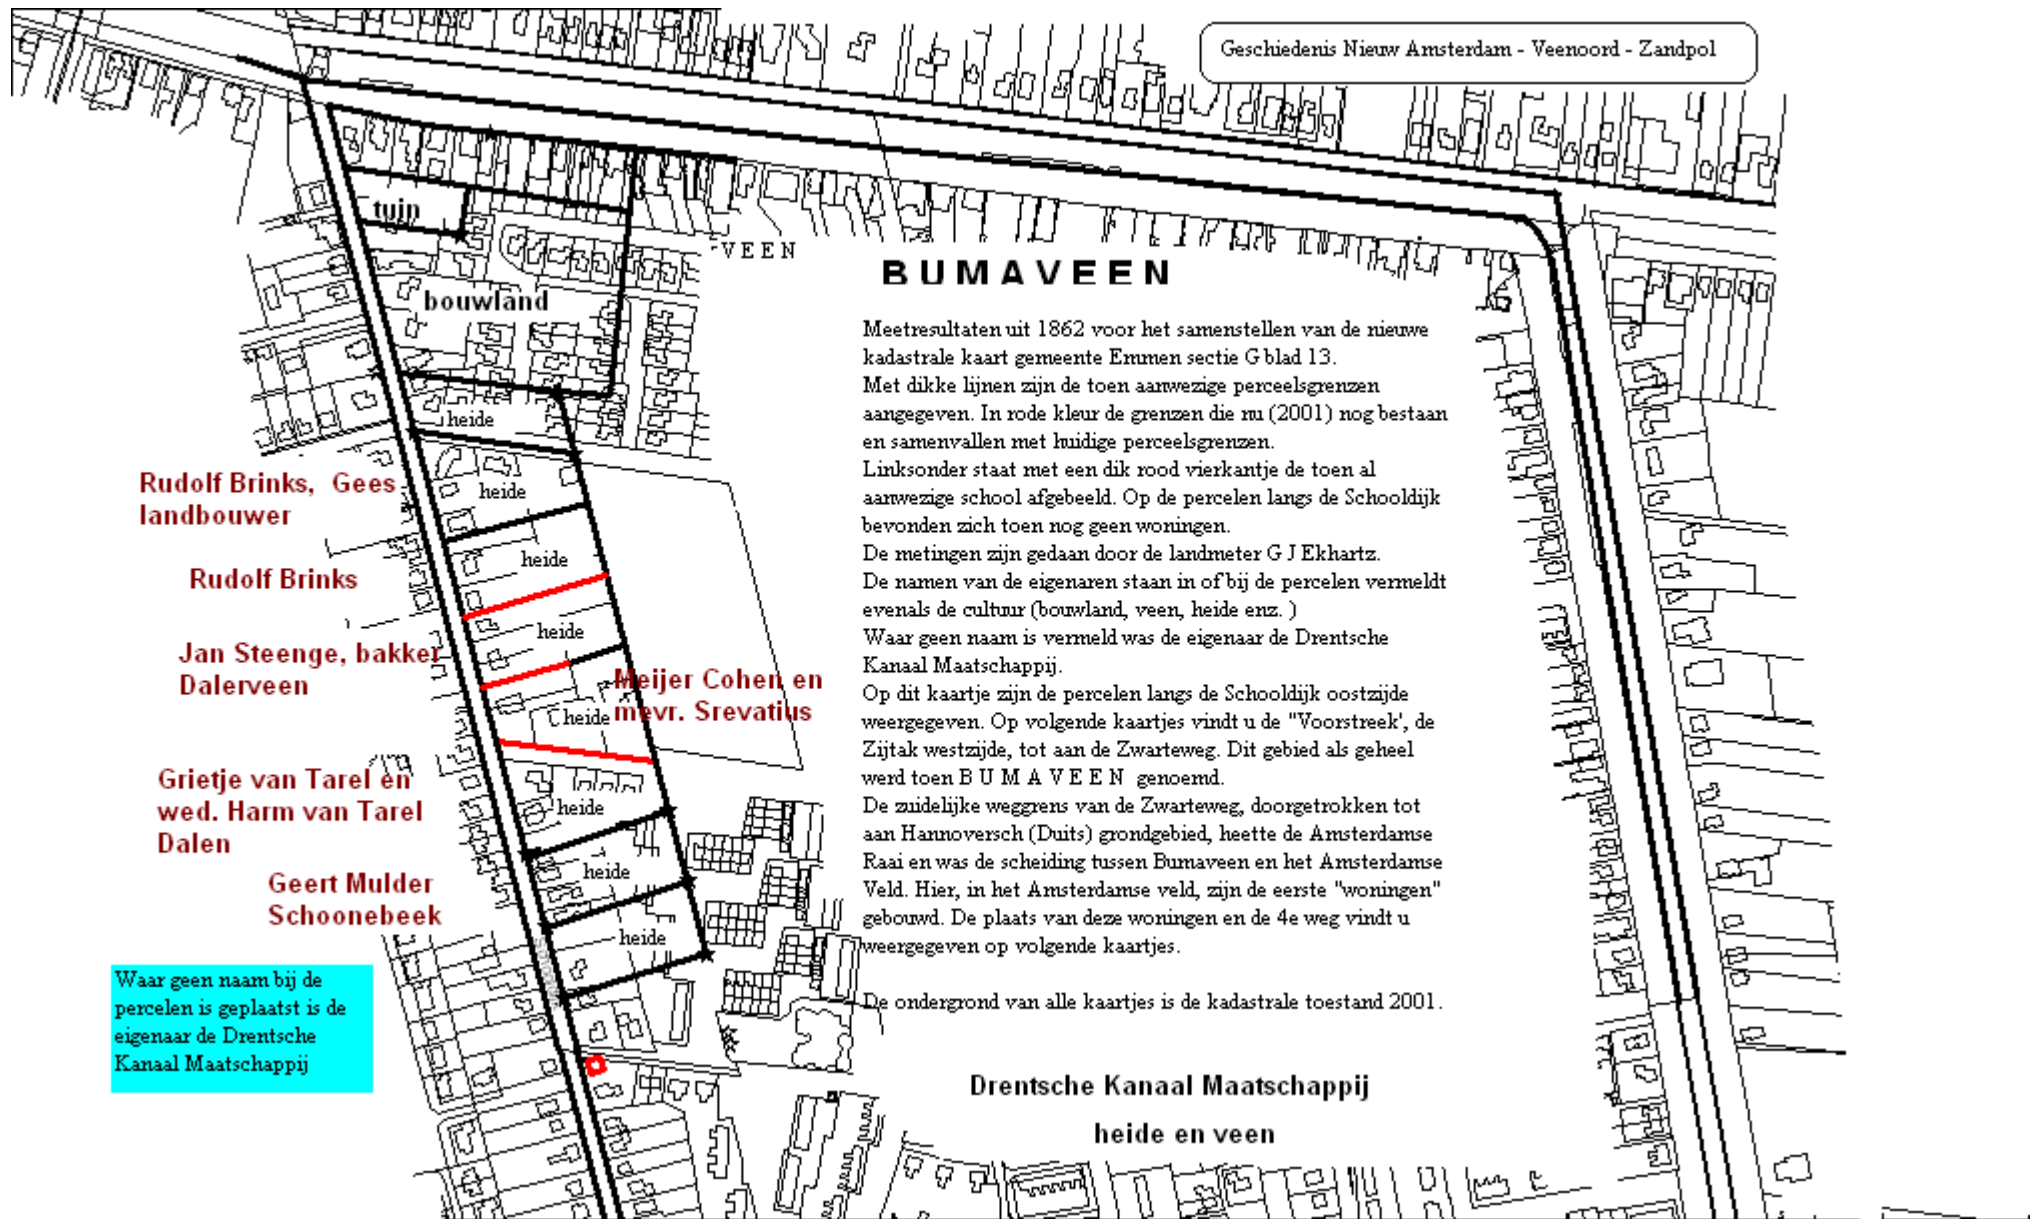 Geschiedenis Nieuw Amsterdam - Veenoord - Zandpol
tuin
VEEN
BUMAVEEN
bouwland
heide
heide
heide
heide
heide
heide
heide
heide
Rudolf Brinks, Gees
landbouwer
Rudolf Brinks
Jan Steenge, bakker
Dalerveen
Meijer Cohen en
mevr. Srevatius
Grietje van Tarel en
wed. Harm van Tarel
Dalen
Geert Mulder
Schoonebeek
Waar geen naam bij de
percelen is geplaatst is de
eigenaar de Drentsche
Kanaal Maatschappij
Meetresultaten uit 1862 voor het samenstellen van de nieuwe
kadastrale kaart gemeente Emmen sectie G blad 13.
Met dikke lijnen zijn de toen aanwezige perceelsgrenzen
aangegeven. In rode kleur de grenzen die nu (2001) nog bestaan
en samenvallen met huidige perceelsgrenzen.
Linksonder staat met een dik rood vierkantje de toen al
aanwezige school afgebeeld. Op de percelen langs de Schooldijk
bevonden zich toen nog geen woningen.
De metingen zijn gedaan door de landmeter G J Ekhartz.
De namen van de eigenaren staan in of bij de percelen vermeldt
evenals de cultuur (bouwland, veen, heide enz. )
Waar geen naam is vermeld was de eigenaar de Drentsche
Kanaal Maatschappij.
Op dit kaartje zijn de percelen langs de Schooldijk oostzijde
weergegeven. Op volgende kaartjes vindt u de "Voorstreek', de
Zijtak westzijde, tot aan de Zwarteweg. Dit gebied als geheel
werd toen B U M A V E E N genoemd.
De zuidelijke weggrens van de Zwarteweg, doorgetrokken tot
aan Hannoversch (Duits) grondgebied, heette de Amsterdamse
Raai en was de scheiding tussen Bumaveen en het Amsterdamse
Veld. Hier, in het Amsterdamse veld, zijn de eerste "woningen"
gebouwd. De plaats van deze woningen en de 4e weg vindt u
weergegeven op volgende kaartjes.
De ondergrond van alle kaartjes is de kadastrale toestand 2001.
Drentsche Kanaal Maatschappij
heide en veen